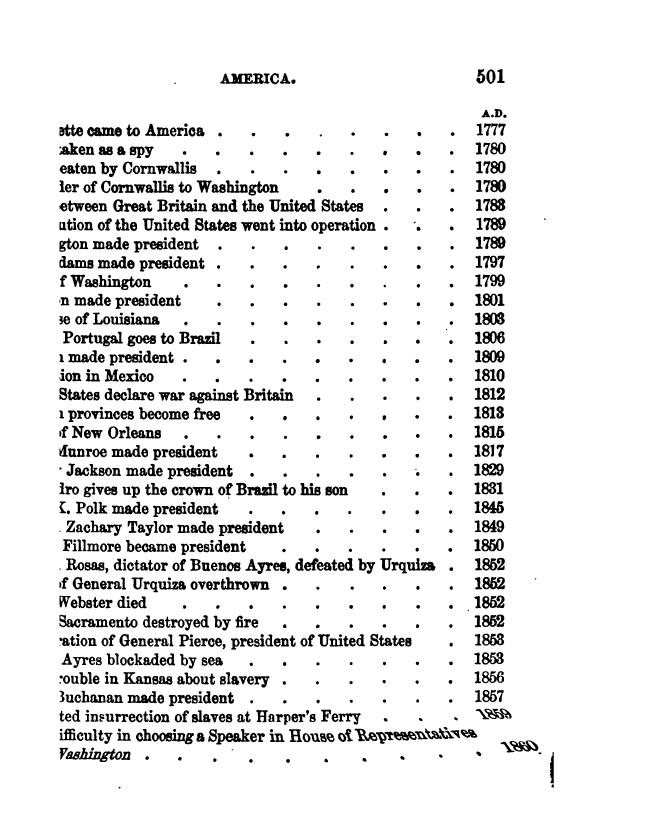 AMERICA. 501
A.D.
ette came to America . . . . . . . . 1777
aken as a spy . . . . . . . . . 1780
eaten by Cornwallis . . . . . . . . 1780
ler of Cornwallis to Washington . . . . . 1780
etween Great Britain and the United States . . . 1788
ution of the United States went into operation . . . 1789
gton made president . . . . . . . . 1789
dams made president . . . . . . . . 1797
f Washington . . . . . . . . . 1799
n made president . . . . . . . . 1801
se of Louisiana . . . . . . . . . 1803
Portugal goes to Brazil . . . . . . . 1806
made president . . . . . . . . . 1809
ion in Mexico . . . . . . . . . 1810
States declare war against Britain . . . . . 1812
provinces become free . . . . . . . 1813
of New Orleans . . . . . . . . . 1815
Munroe made president . . . . . . . 1817
Jackson made president . . . . . . . 1829
dro gives up the crown of Brazil to his son . . . 1831
K. Polk made president . . . . . . . 1845
Zachary Taylor made president . . . . . 1849
Fillmore became president . . . . . . 1850
Rosas, dictator of Buenos Ayres, defeated by Urquiza . 1852
of General Urquiza overthrown . . . . . . 1852
Webster died . . . . . . . . . 1852
Sacramento destroyed by fire . . . . . . 1852
ration of General Pierce, president of United States . 1853
Ayres blockaded by sea . . . . . . . 1853
rouble in Kansas about slavery . . . . . . 1856
Buchanan made president . . . . . . . 1857
ted insurrection of slaves at Harper's Ferry . . . 1859
ifficulty in choosing a Speaker in House of Representatives
Washington . . . . . . . . . . 1860